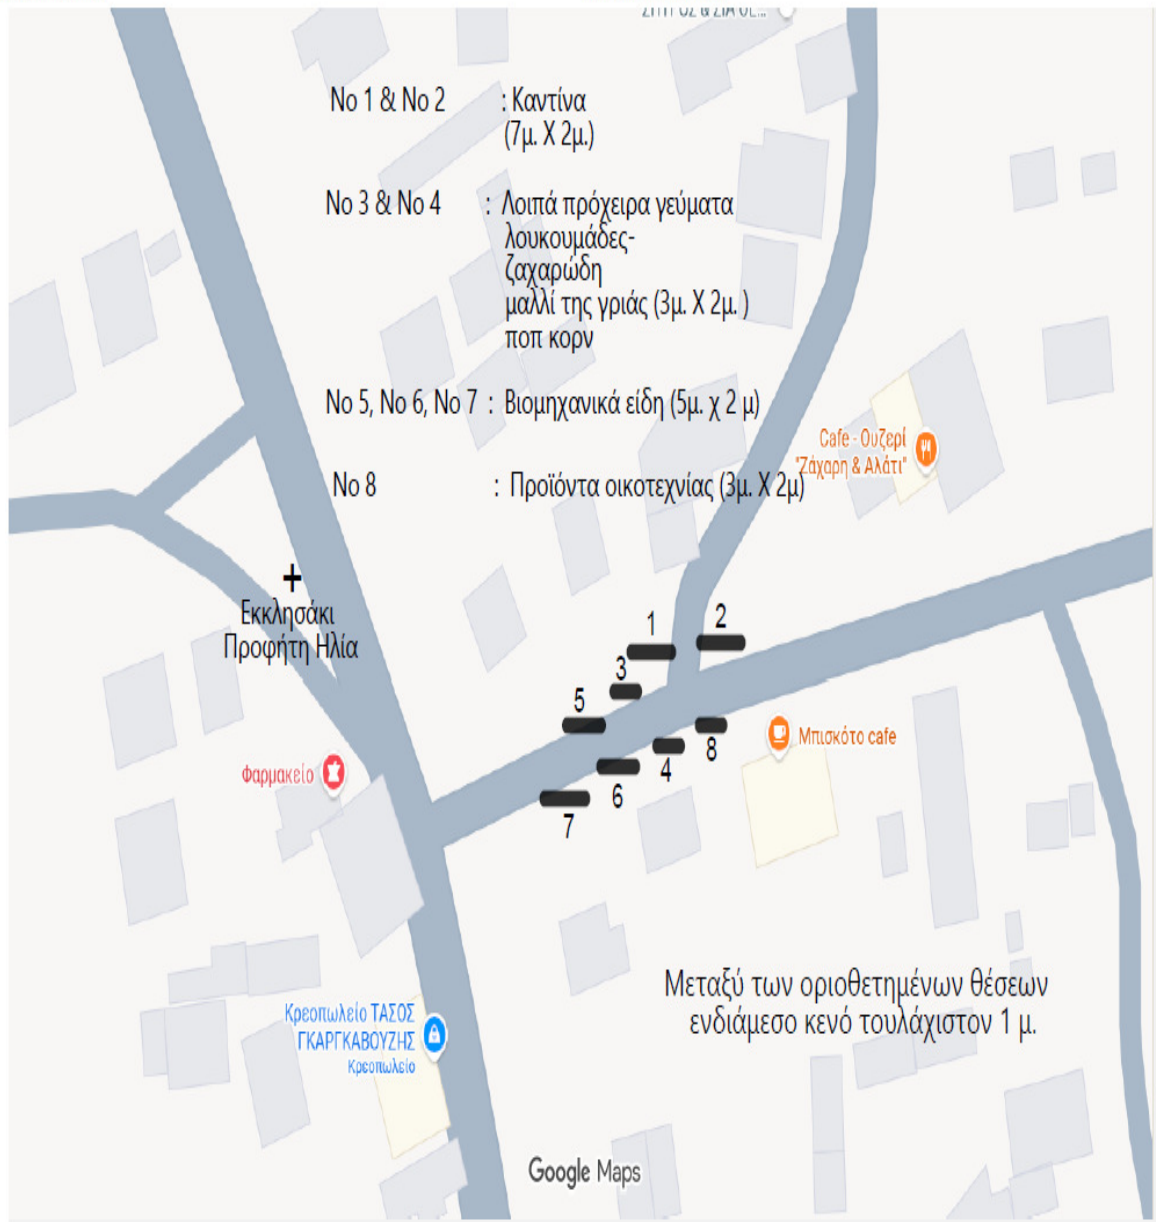 No 1 & No 2 : Καντίνα
(7μ. Χ 2μ.)
No 3 & No 4 : Λοιπά πρόχειρα γεύματα
λουκουμάδες-
ζαχαρώδη
μαλλί της γριάς (3μ. Χ 2μ. )
ποπ κορν
No 5, No 6, No 7 : Βιομηχανικά είδη (5μ. χ 2 μ)
Cafe - Ουζερί
"Ζάχαρη & Αλάτι"
No 8 : Προϊόντα οικοτεχνίας (3μ. Χ 2μ)
Εκκλησάκι
Προφήτη Ηλία
1
2
3
5
4
8
6
7
Μπισκότο cafe
Φαρμακείο
Μεταξύ των οριοθετημένων θέσεων
ενδιάμεσο κενό τουλάχιστον 1 μ.
Κρεοπωλείο ΤΑΣΟΣ
ΓΚΑΡΓΚΑΒΟΥΖΗΣ
Κρεοπωλείο
Google Maps